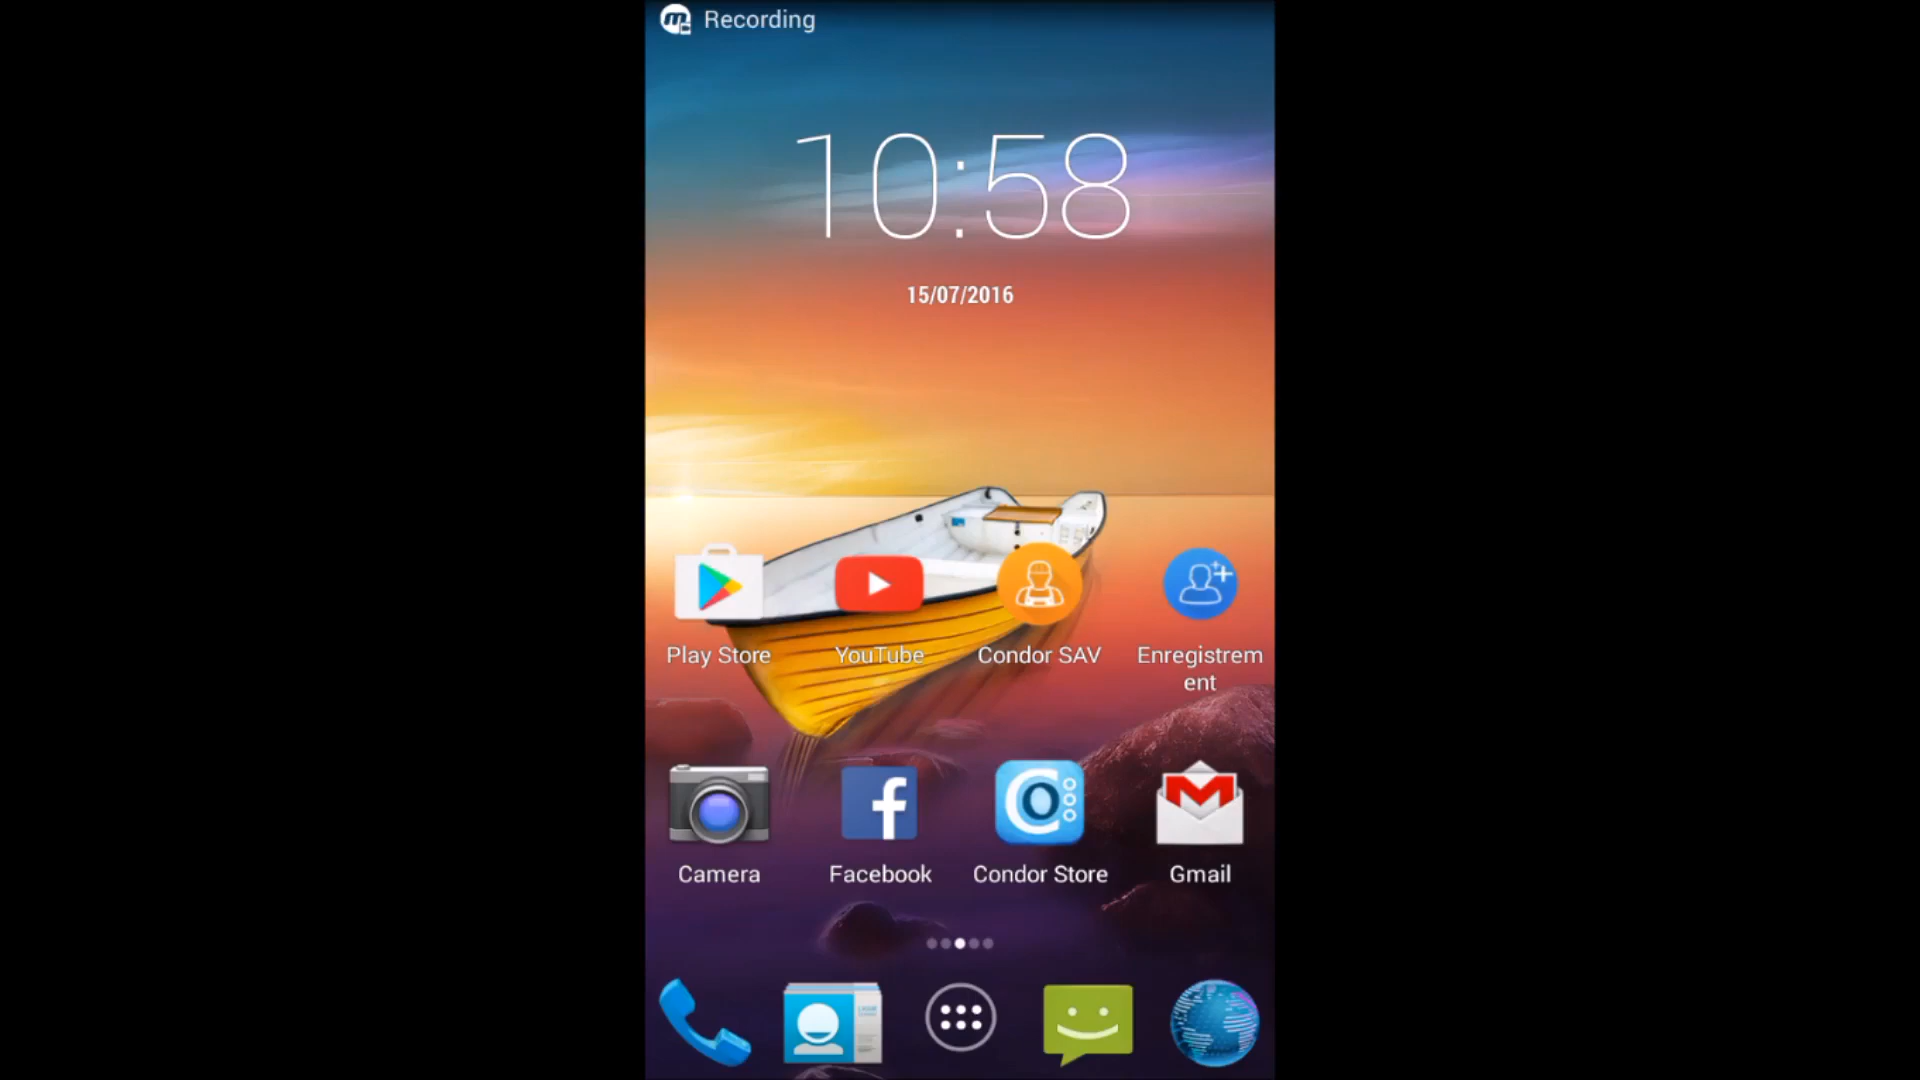 Recording
10:58
15/07/2016
Play Store
YouTube
Condor SAV
Enregistrem
ent
Camera
Facebook
Condor Store
Gmail